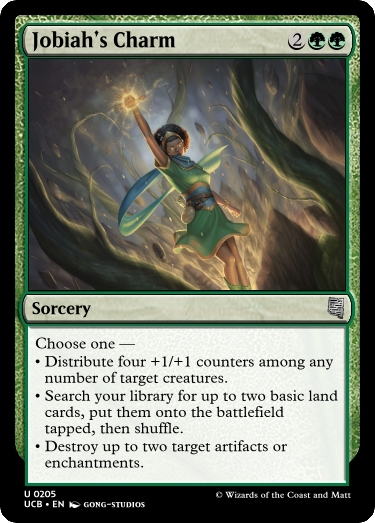 Jobiah's Charm 2
Sorcery
Choose one —
• Distribute four +1/+1 counters among any
number of target creatures.
• Search your library for up to two basic land
cards, put them onto the battlefield
tapped, then shuffle.
• Destroy up to two target artifacts or
enchantments.
U 0205
UCB • EN GONG-STUDIOS
© Wizards of the Coast and Matt